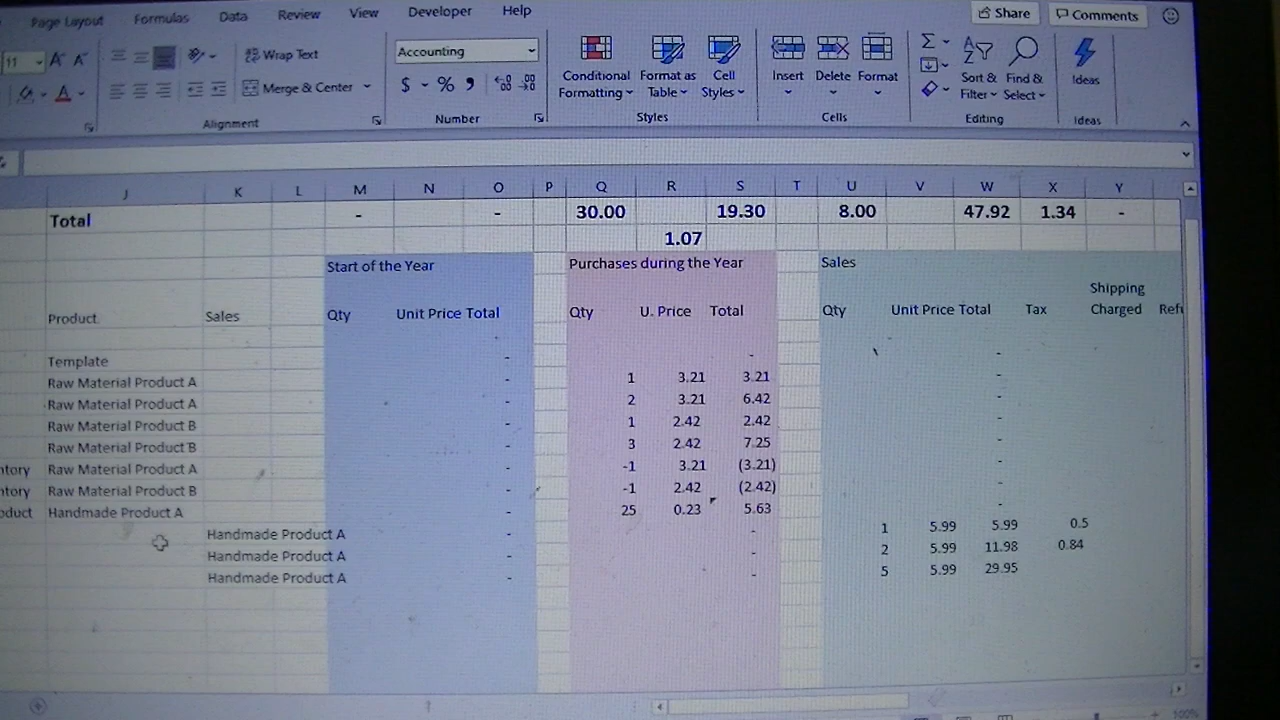 Page Layout Formulas Data Review View Developer Help Share Comments
11 A A Wrap Text Accounting
Conditional Formatting Format as Table Cell Styles Insert Delete Format Sort & Filter Find & Select Ideas
A Merge & Center $ % 9
Alignment Number Styles Cells Editing Ideas
J K L M N O P Q R S T U V W X Y
Total - - 30.00 19.30 8.00 47.92 1.34 -
1.07
Start of the Year Purchases during the Year Sales
Product Sales Qty Unit Price Total Qty U. Price Total Qty Unit Price Total Tax Shipping Charged Refu
Template - - -
Raw Material Product A - 1 3.21 3.21 -
Raw Material Product A - 2 3.21 6.42 -
Raw Material Product B - 1 2.42 2.42 -
Raw Material Product B - 3 2.42 7.25 -
ntory Raw Material Product A - -1 3.21 (3.21) -
ntory Raw Material Product B - -1 2.42 (2.42) -
oduct Handmade Product A - 25 0.23 5.63 -
Handmade Product A - - 1 5.99 5.99 0.5
Handmade Product A - - 2 5.99 11.98 0.84
Handmade Product A - - 5 5.99 29.95
100%